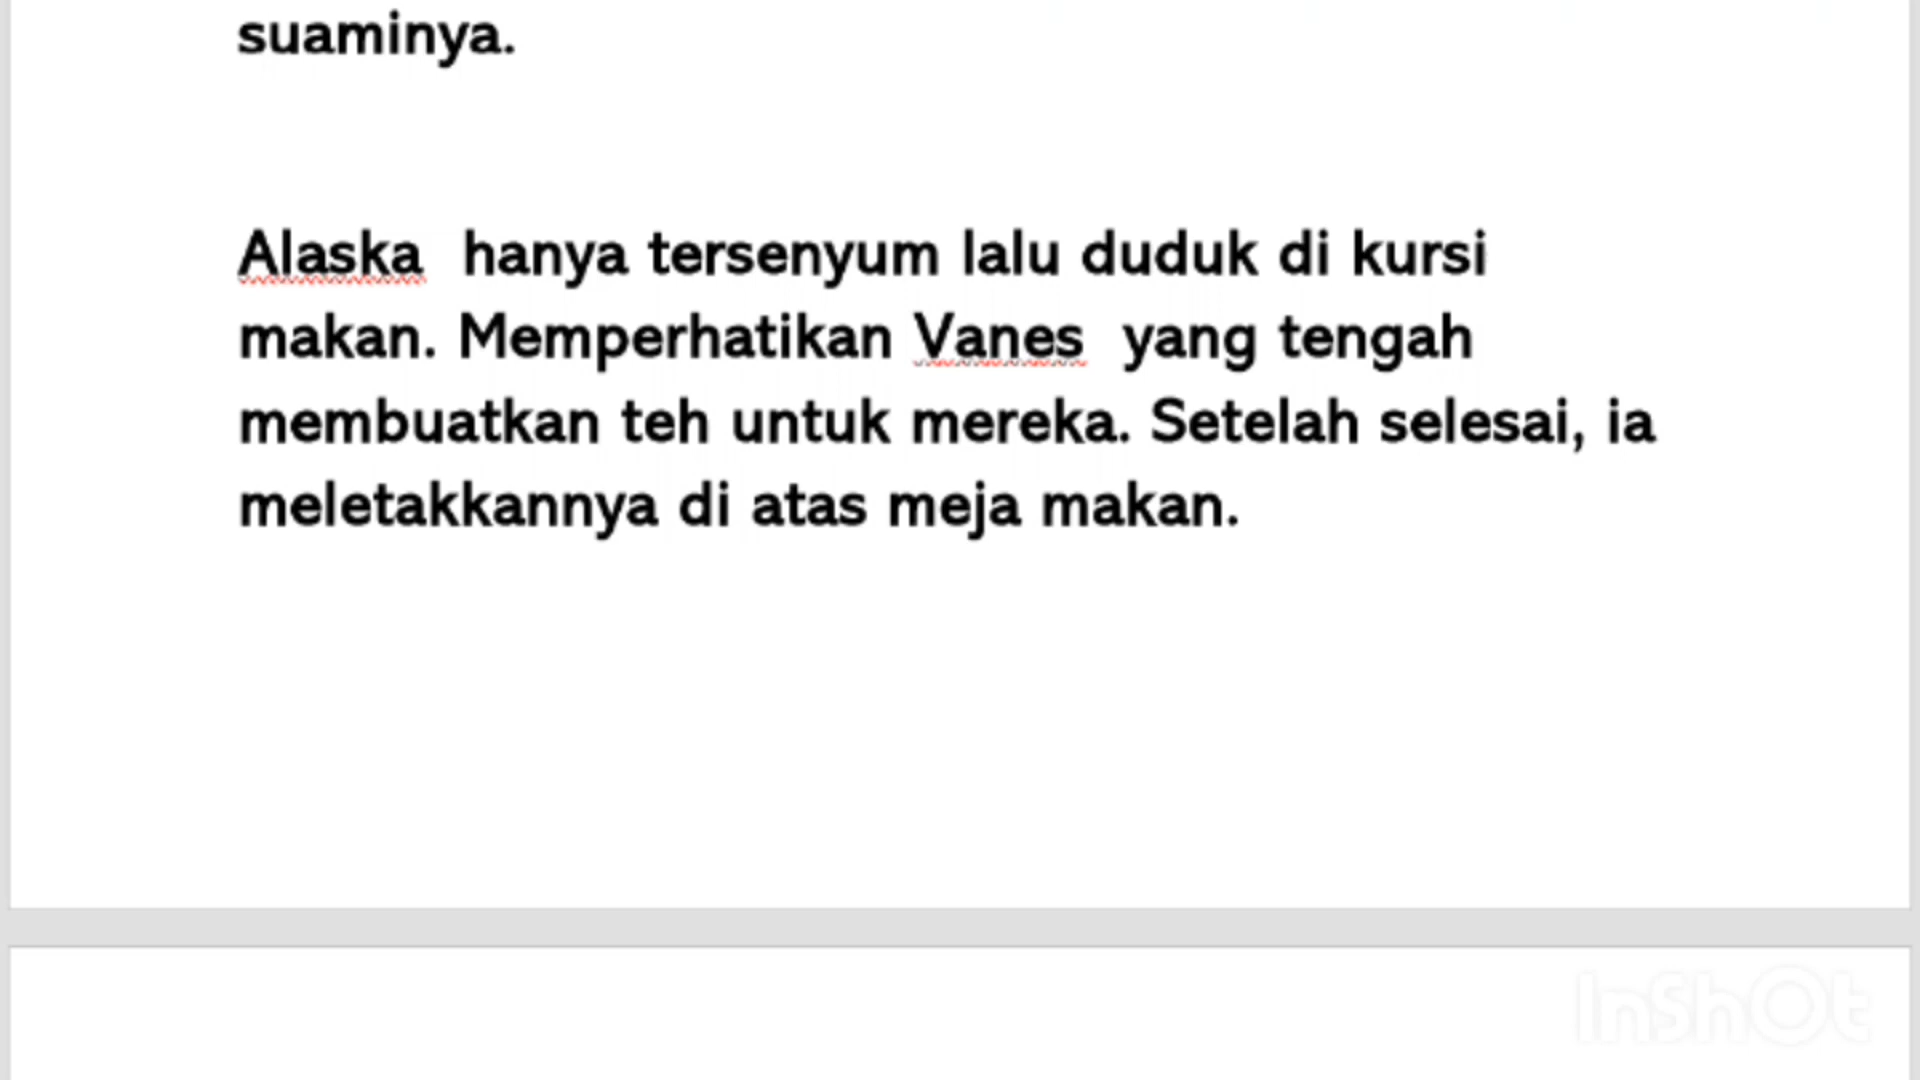 suaminya.
Alaska  hanya tersenyum lalu duduk di kursi
makan. Memperhatikan Vanes  yang tengah
membuatkan teh untuk mereka. Setelah selesai, ia
meletakkannya di atas meja makan.
InShOt